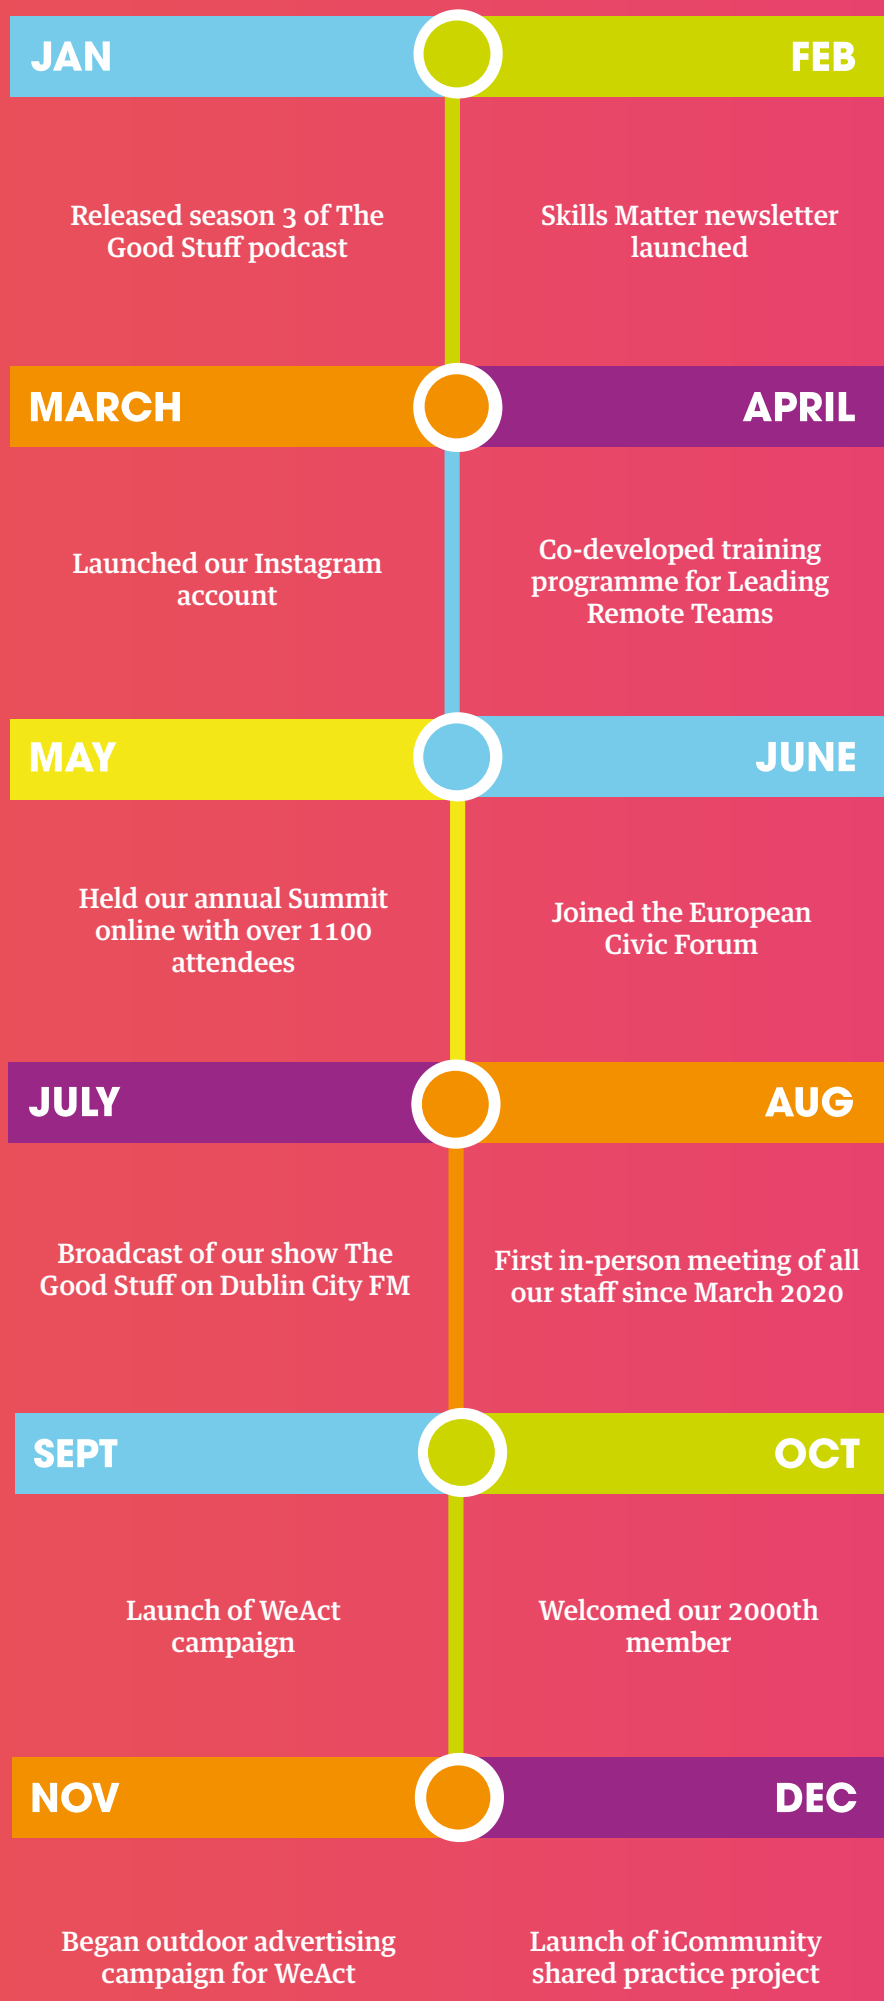 JAN
FEB
Released season 3 of The
Good Stuff podcast
Skills Matter newsletter
launched
MARCH
APRIL
Launched our Instagram
account
Co-developed training
programme for Leading
Remote Teams
MAY
JUNE
Held our annual Summit
online with over 1100
attendees
Joined the European
Civic Forum
JULY
AUG
Broadcast of our show The
Good Stuff on Dublin City FM
First in-person meeting of all
our staff since March 2020
SEPT
OCT
Launch of WeAct
campaign
Welcomed our 2000th
member
NOV
DEC
Began outdoor advertising
campaign for WeAct
Launch of iCommunity
shared practice project